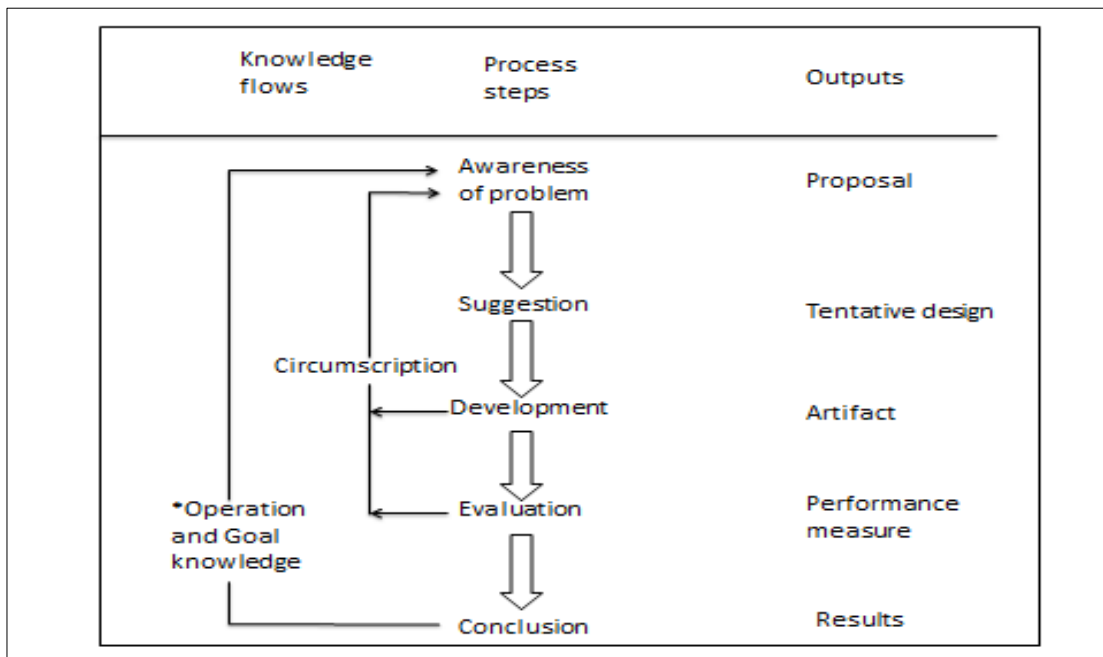 Knowledge
flows
Process
steps
Outputs
Awareness
of problem
Proposal
Suggestion
Tentative design
Circumscription
Development
Artifact
*Operation
and Goal
knowledge
Evaluation
Performance
measure
Conclusion
Results